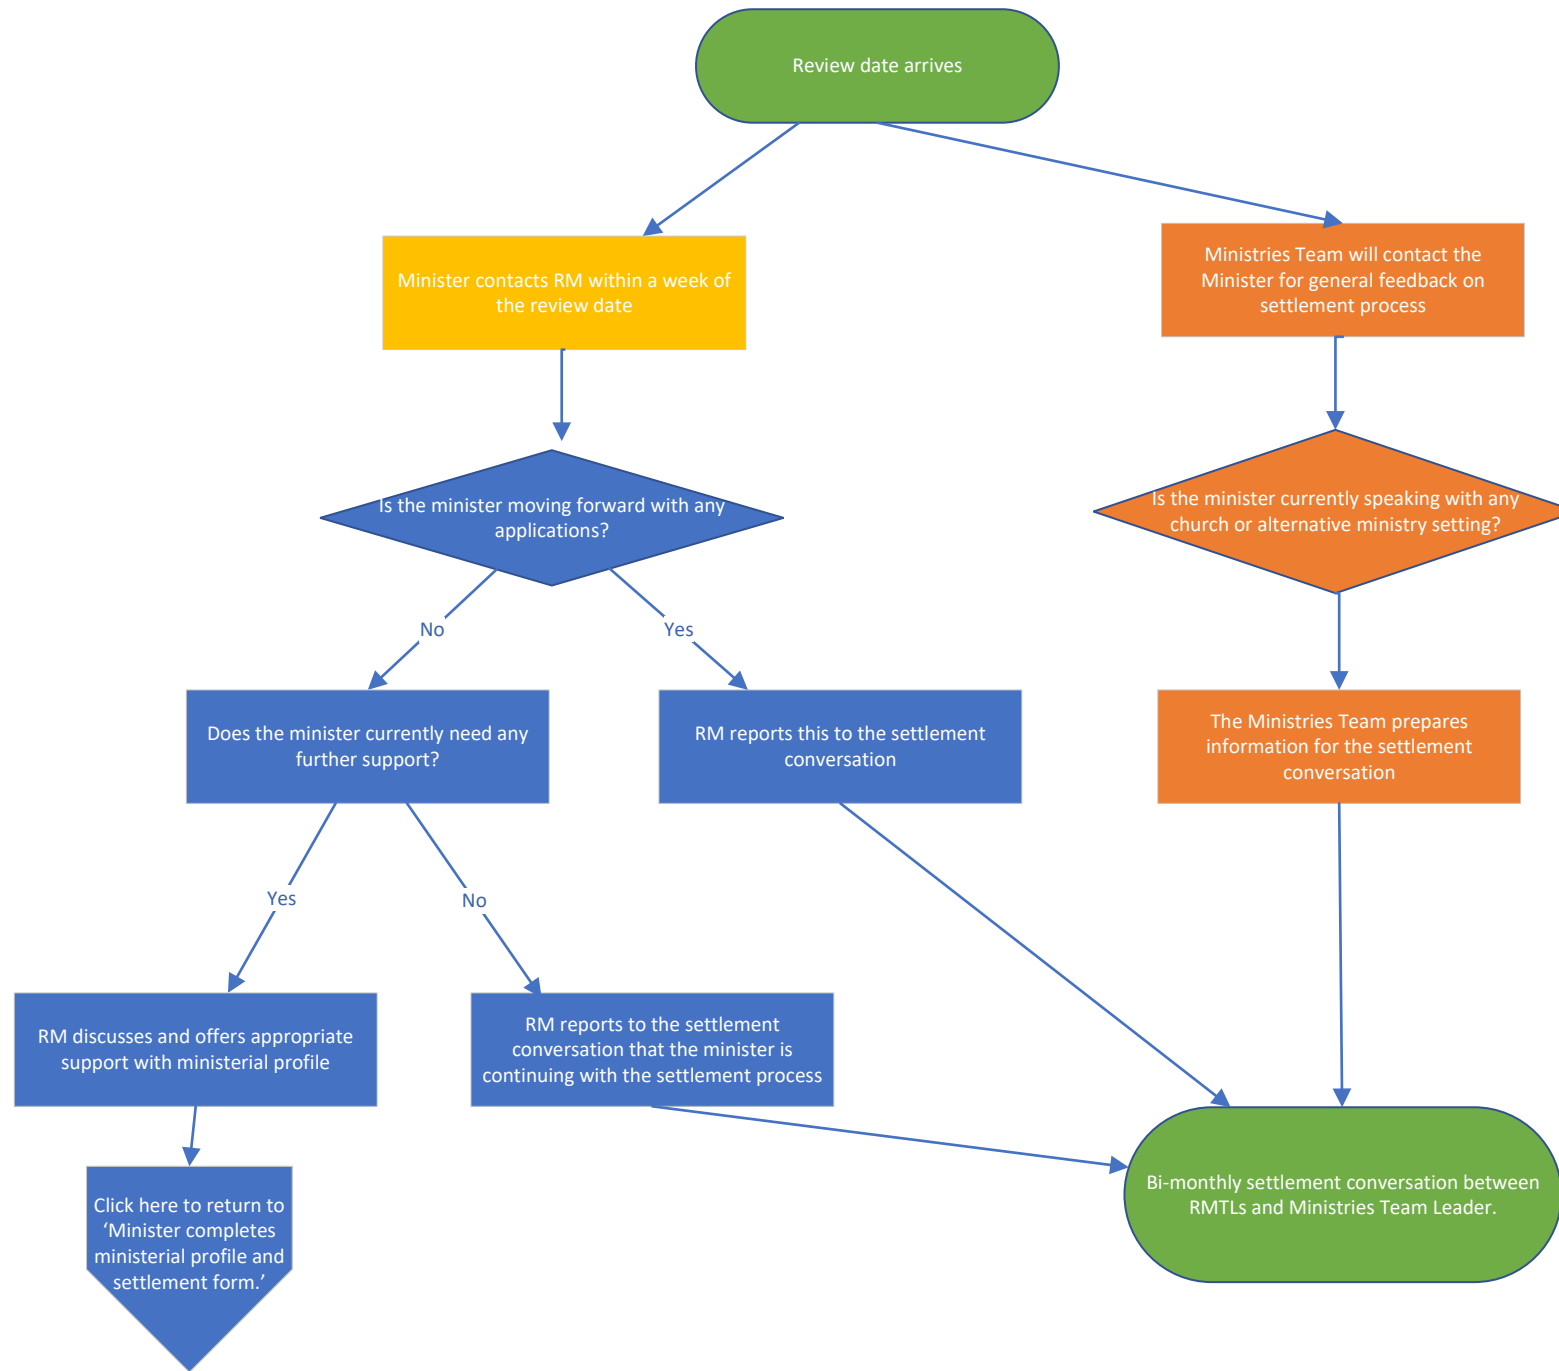 Review date arrives
Minister contacts RM within a week of
the review date
Ministries Team will contact the
Minister for general feedback on
settlement process
Is the minister moving forward with any
applications?
Is the minister currently speaking with any
church or alternative ministry setting?
No
Yes
Does the minister currently need any
further support?
RM reports this to the settlement
conversation
The Ministries Team prepares
information for the settlement
conversation
Yes
No
RM discusses and offers appropriate
support with ministerial profile
RM reports to the settlement
conversation that the minister is
continuing with the settlement process
Click here to return to
‘Minister completes
ministerial profile and
settlement form.’
Bi-monthly settlement conversation between
RMTLs and Ministries Team Leader.